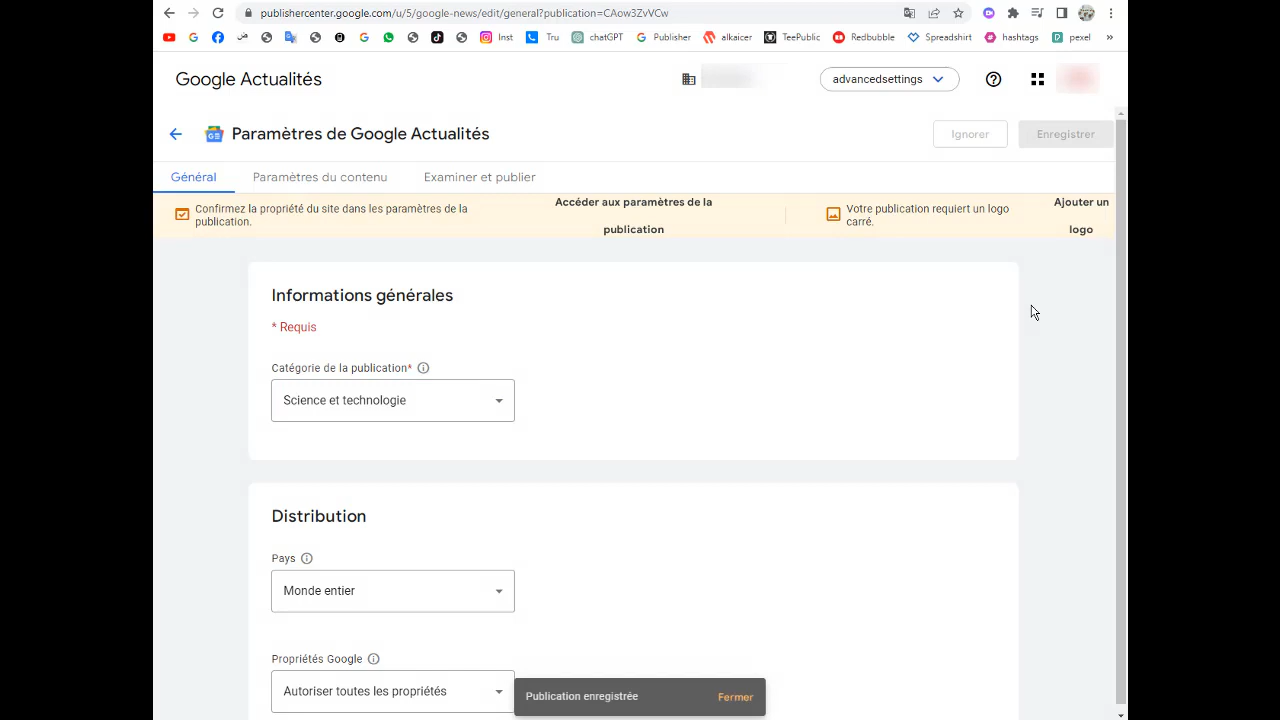 publishercenter.google.com/u/5/google-news/edit/general?publication=CAow3ZvVCw
Inst
Tru
chatGPT
Publisher
alkaicer
TeePublic
Redbubble
Spreadshirt
hashtags
pexel
»
Google Actualités
advancedsettings
Paramètres de Google Actualités
Ignorer
Enregistrer
Général
Paramètres du contenu
Examiner et publier
Confirmez la propriété du site dans les paramètres de la
publication.
Accéder aux paramètres de la
publication
Votre publication requiert un logo
carré.
Ajouter un
logo
Informations générales
* Requis
Catégorie de la publication*
Science et technologie
Distribution
Pays
Monde entier
Propriétés Google
Autoriser toutes les propriétés
Publication enregistrée
Fermer